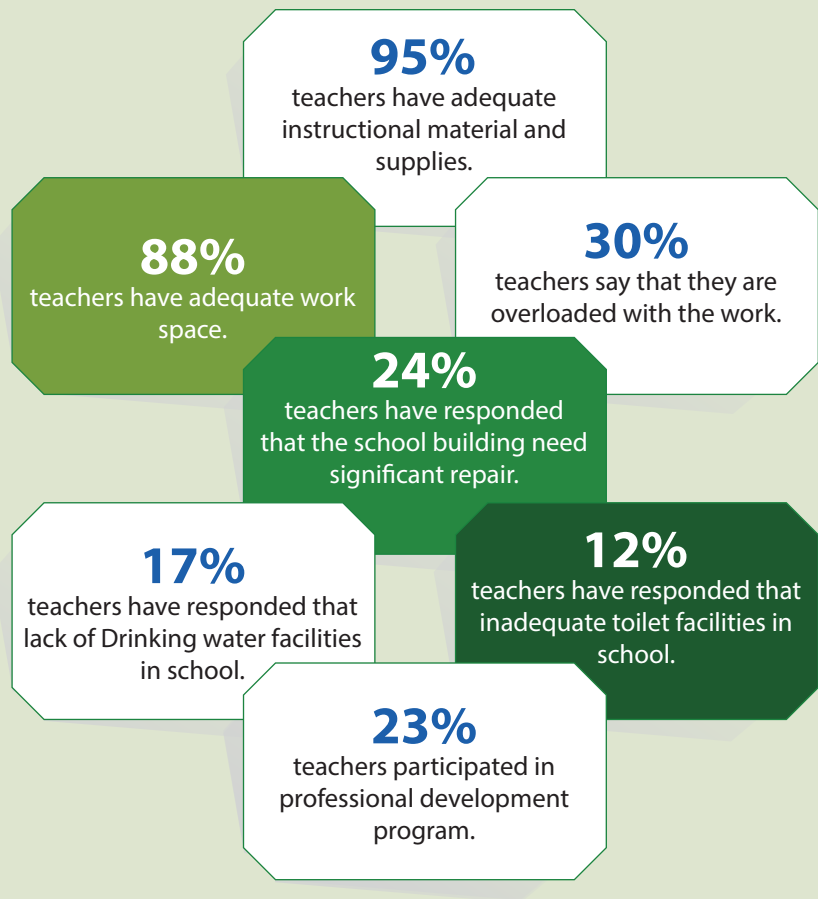 95%
teachers have adequate
instructional material and
supplies.
88%
teachers have adequate work
space.
30%
teachers say that they are
overloaded with the work.
24%
teachers have responded
that the school building need
significant repair.
17%
teachers have responded that
lack of Drinking water facilities
in school.
12%
teachers have responded that
inadequate toilet facilities in
school.
23%
teachers participated in
professional development
program.